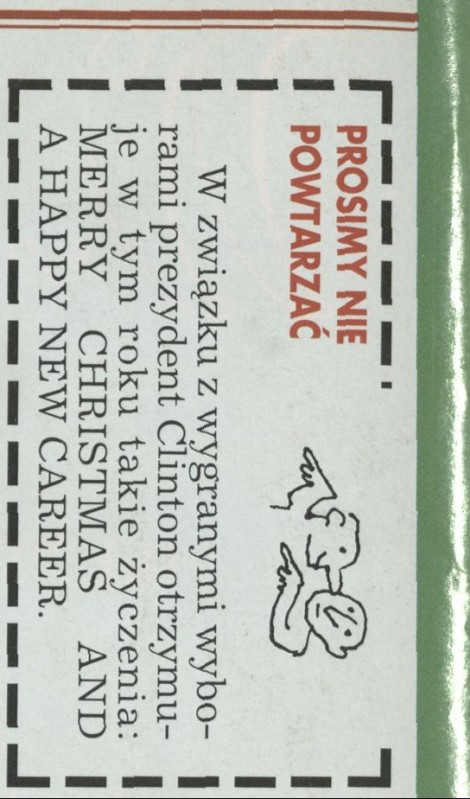 PROSIMY NIE
POWTARZAĆ
W związku z wygranymi wybo-
rami prezydent Clinton otrzymu-
je w tym roku takie życzenia:
MERRY CHRISTMAS AND
A HAPPY NEW CAREER.